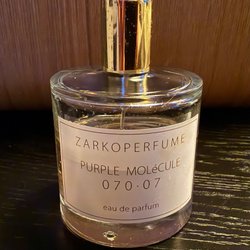 ZARKOPERFUME
PURPLE MOLéCULE
070·07
eau de parfum